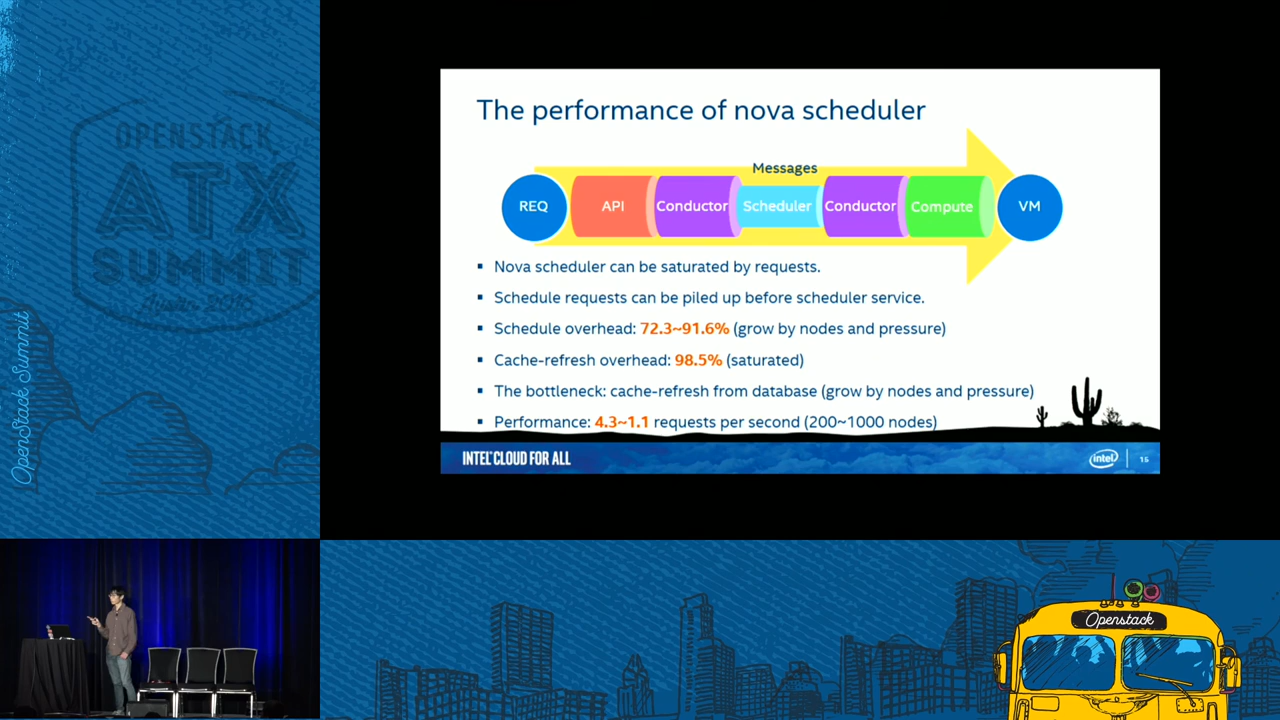 OPENSTACK
ATX
SUMMIT
Austin 2016
OpenStack Summit
The performance of nova scheduler
Messages
REQ
API
Conductor
Scheduler
Conductor
Compute
VM
▪ Nova scheduler can be saturated by requests.
▪ Schedule requests can be piled up before scheduler service.
▪ Schedule overhead: 72.3~91.6% (grow by nodes and pressure)
▪ Cache-refresh overhead: 98.5% (saturated)
▪ The bottleneck: cache-refresh from database (grow by nodes and pressure)
▪ Performance: 4.3~1.1 requests per second (200~1000 nodes)
INTEL CLOUD FOR ALL
intel
15
Openstack